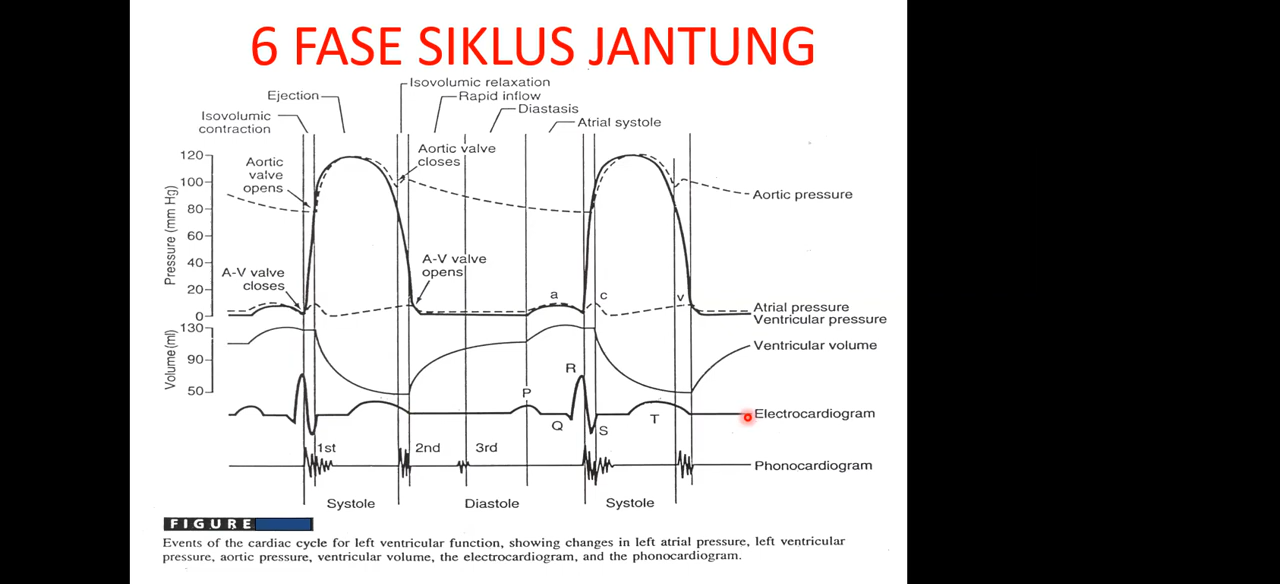 6 FASE SIKLUS JANTUNG
Isovolumic relaxation
Ejection
Rapid inflow
Diastasis
Isovolumic
contraction
Atrial systole
Aortic
valve
opens
Aortic valve
closes
120
100
80
60
40
20
0
Pressure (mm Hg)
Aortic pressure
A-V valve
closes
A-V valve
opens
a
c
v
Atrial pressure
Ventricular pressure
130
90
50
Volume (ml)
Ventricular volume
R
P
Q
S
T
Electrocardiogram
1st
2nd
3rd
Phonocardiogram
Systole
Diastole
Systole
FIGURE
Events of the cardiac cycle for left ventricular function, showing changes in left atrial pressure, left ventricular
pressure, aortic pressure, ventricular volume, the electrocardiogram, and the phonocardiogram.